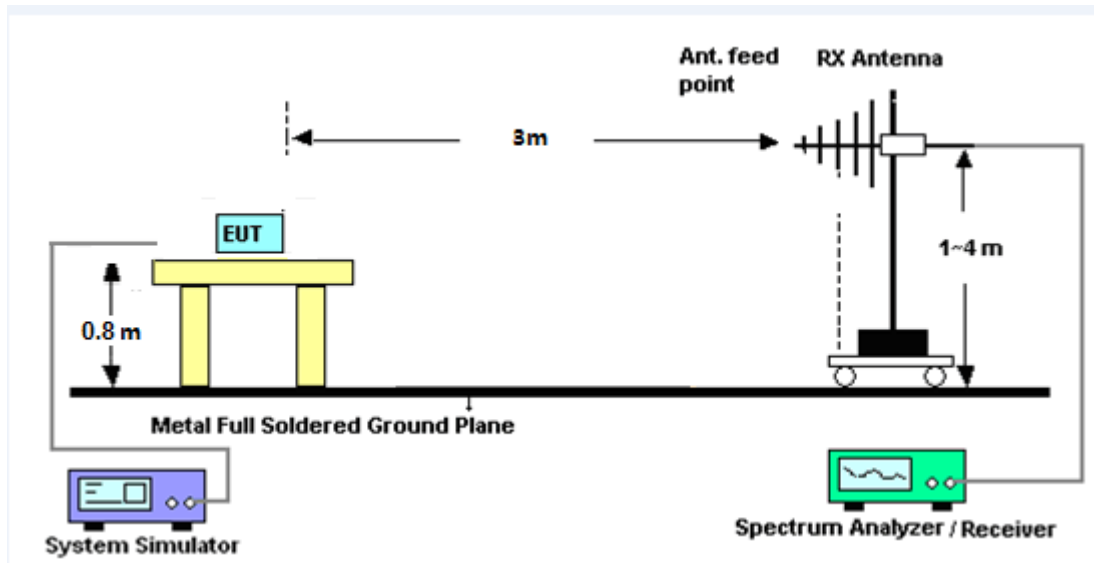 Ant. feed
point
RX Antenna
3m
EUT
1~4 m
0.8 m
Metal Full Soldered Ground Plane
System Simulator
Spectrum Analyzer / Receiver